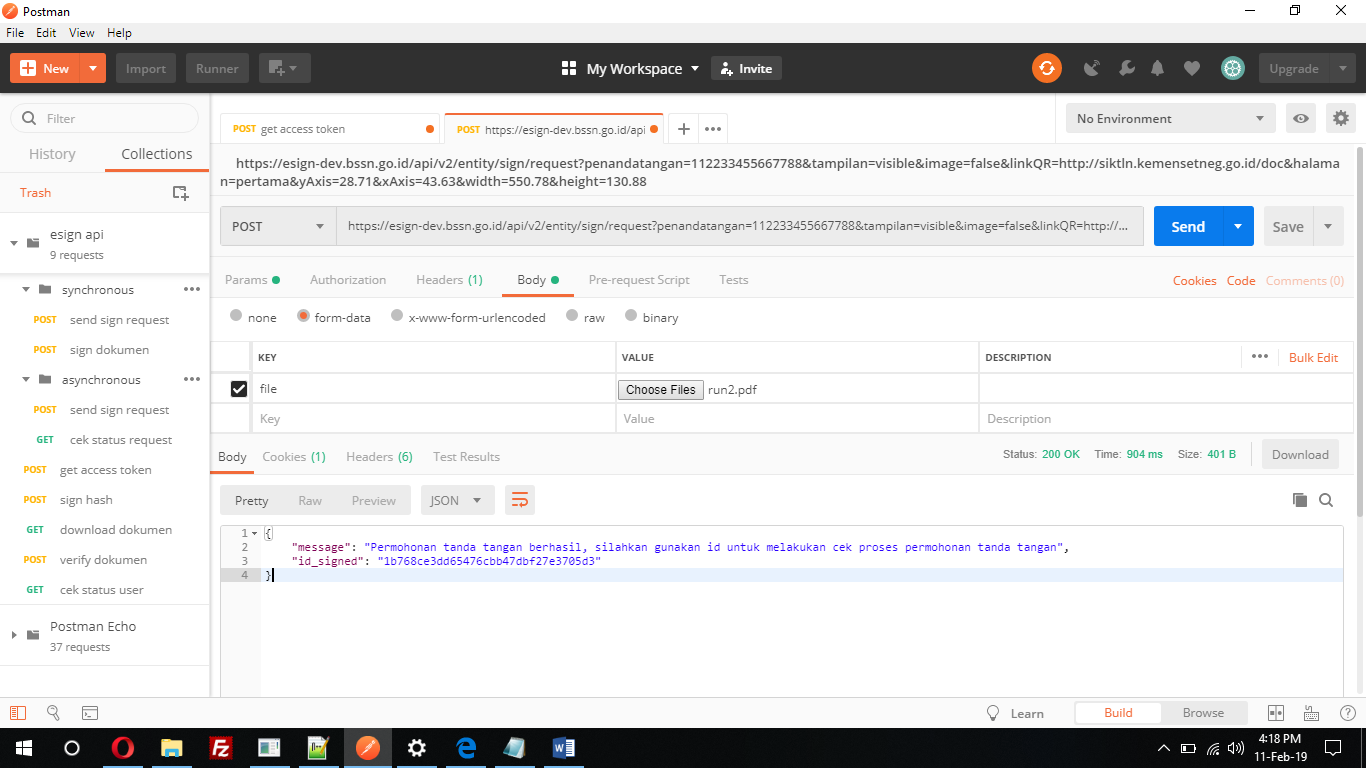 Postman
File Edit View Help
New Import Runner My Workspace Invite Upgrade
Filter
History Collections
Trash
esign api
9 requests
synchronous
POST send sign request
POST sign dokumen
asynchronous
POST send sign request
GET cek status request
POST get access token
POST sign hash
GET download dokumen
POST verify dokumen
GET cek status user
Postman Echo
37 requests
POST get access token POST https://esign-dev.bssn.go.id/api No Environment
https://esign-dev.bssn.go.id/api/v2/entity/sign/request?penandatangan=112233455667788&tampilan=visible&image=false&linkQR=http://siktln.kemensetneg.go.id/doc&halama
n=pertama&yAxis=28.71&xAxis=43.63&width=550.78&height=130.88
POST https://esign-dev.bssn.go.id/api/v2/entity/sign/request?penandatangan=112233455667788&tampilan=visible&image=false&linkQR=http://... Send Save
Params Authorization Headers (1) Body Pre-request Script Tests Cookies Code Comments (0)
none form-data x-www-form-urlencoded raw binary
KEY VALUE DESCRIPTION Bulk Edit
file Choose Files run2.pdf
Key Value Description
Body Cookies (1) Headers (6) Test Results Status: 200 OK Time: 904 ms Size: 401 B Download
Pretty Raw Preview JSON
1 {
2 "message": "Permohonan tanda tangan berhasil, silahkan gunakan id untuk melakukan cek proses permohonan tanda tangan",
3 "id_signed": "1b768ce3dd65476cbb47dbf27e3705d3"
4 }
Learn Build Browse
4:18 PM
11-Feb-19